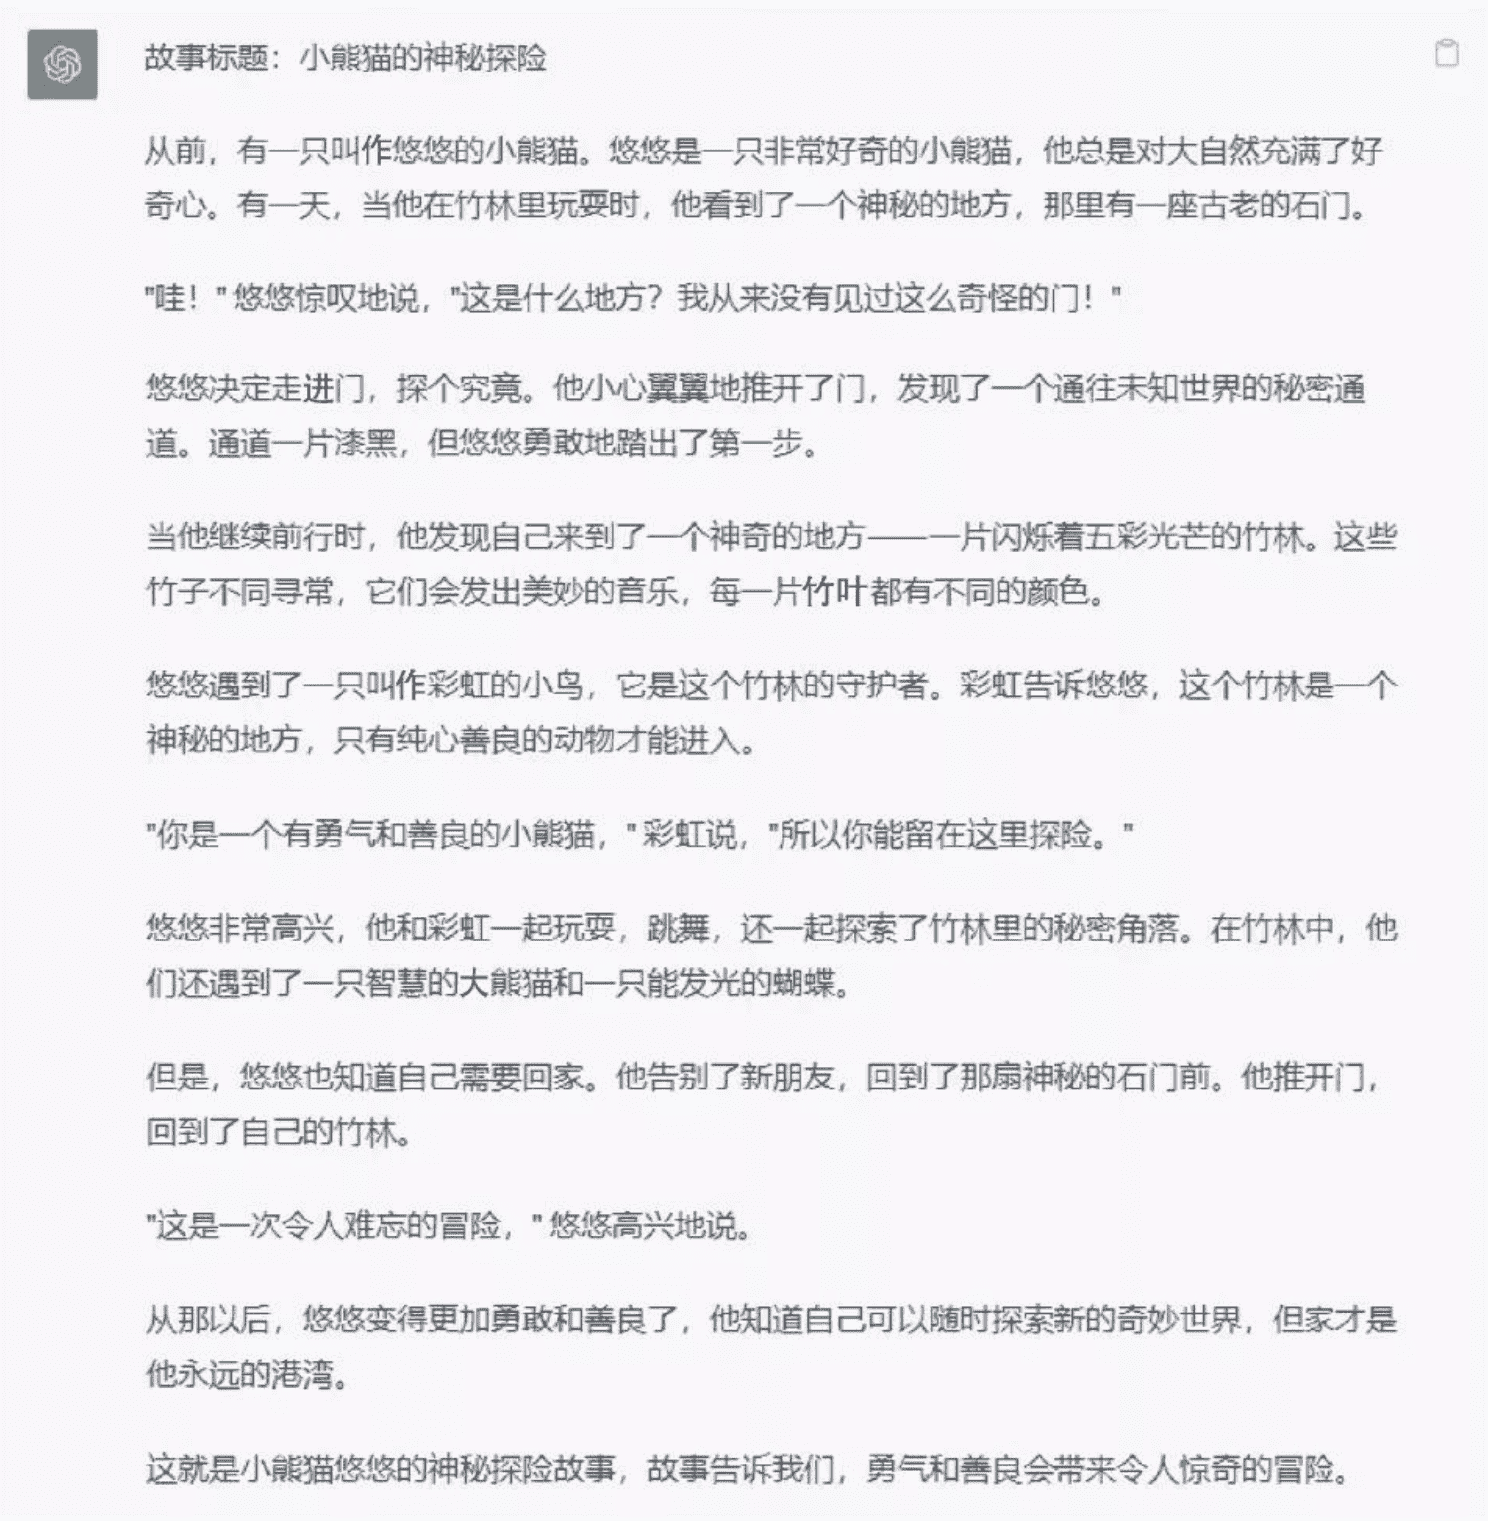 故事标题：小熊猫的神秘探险
从前，有一只叫作悠悠的小熊猫。悠悠是一只非常好奇的小熊猫，他总是对大自然充满了好
奇心。有一天，当他在竹林里玩耍时，他看到了一个神秘的地方，那里有一座古老的石门。
"哇！" 悠悠惊叹地说，"这是什么地方？我从来没有见过这么奇怪的门！"
悠悠决定走进门，探个究竟。他小心翼翼地推开了门，发现了一个通往未知世界的秘密通
道。通道一片漆黑，但悠悠勇敢地踏出了第一步。
当他继续前行时，他发现自己来到了一个神奇的地方——一片闪烁着五彩光芒的竹林。这些
竹子不同寻常，它们会发出美妙的音乐，每一片竹叶都有不同的颜色。
悠悠遇到了一只叫作彩虹的小鸟，它是这个竹林的守护者。彩虹告诉悠悠，这个竹林是一个
神秘的地方，只有纯心善良的动物才能进入。
"你是一个有勇气和善良的小熊猫，" 彩虹说，"所以你能留在这里探险。"
悠悠非常高兴，他和彩虹一起玩耍，跳舞，还一起探索了竹林里的秘密角落。在竹林中，他
们还遇到了一只智慧的大熊猫和一只能发光的蝴蝶。
但是，悠悠也知道自己需要回家。他告别了新朋友，回到了那扇神秘的石门前。他推开门，
回到了自己的竹林。
"这是一次令人难忘的冒险，" 悠悠高兴地说。
从那以后，悠悠变得更加勇敢和善良了，他知道自己可以随时探索新的奇妙世界，但家才是
他永远的港湾。
这就是小熊猫悠悠的神秘探险故事，故事告诉我们，勇气和善良会带来令人惊奇的冒险。